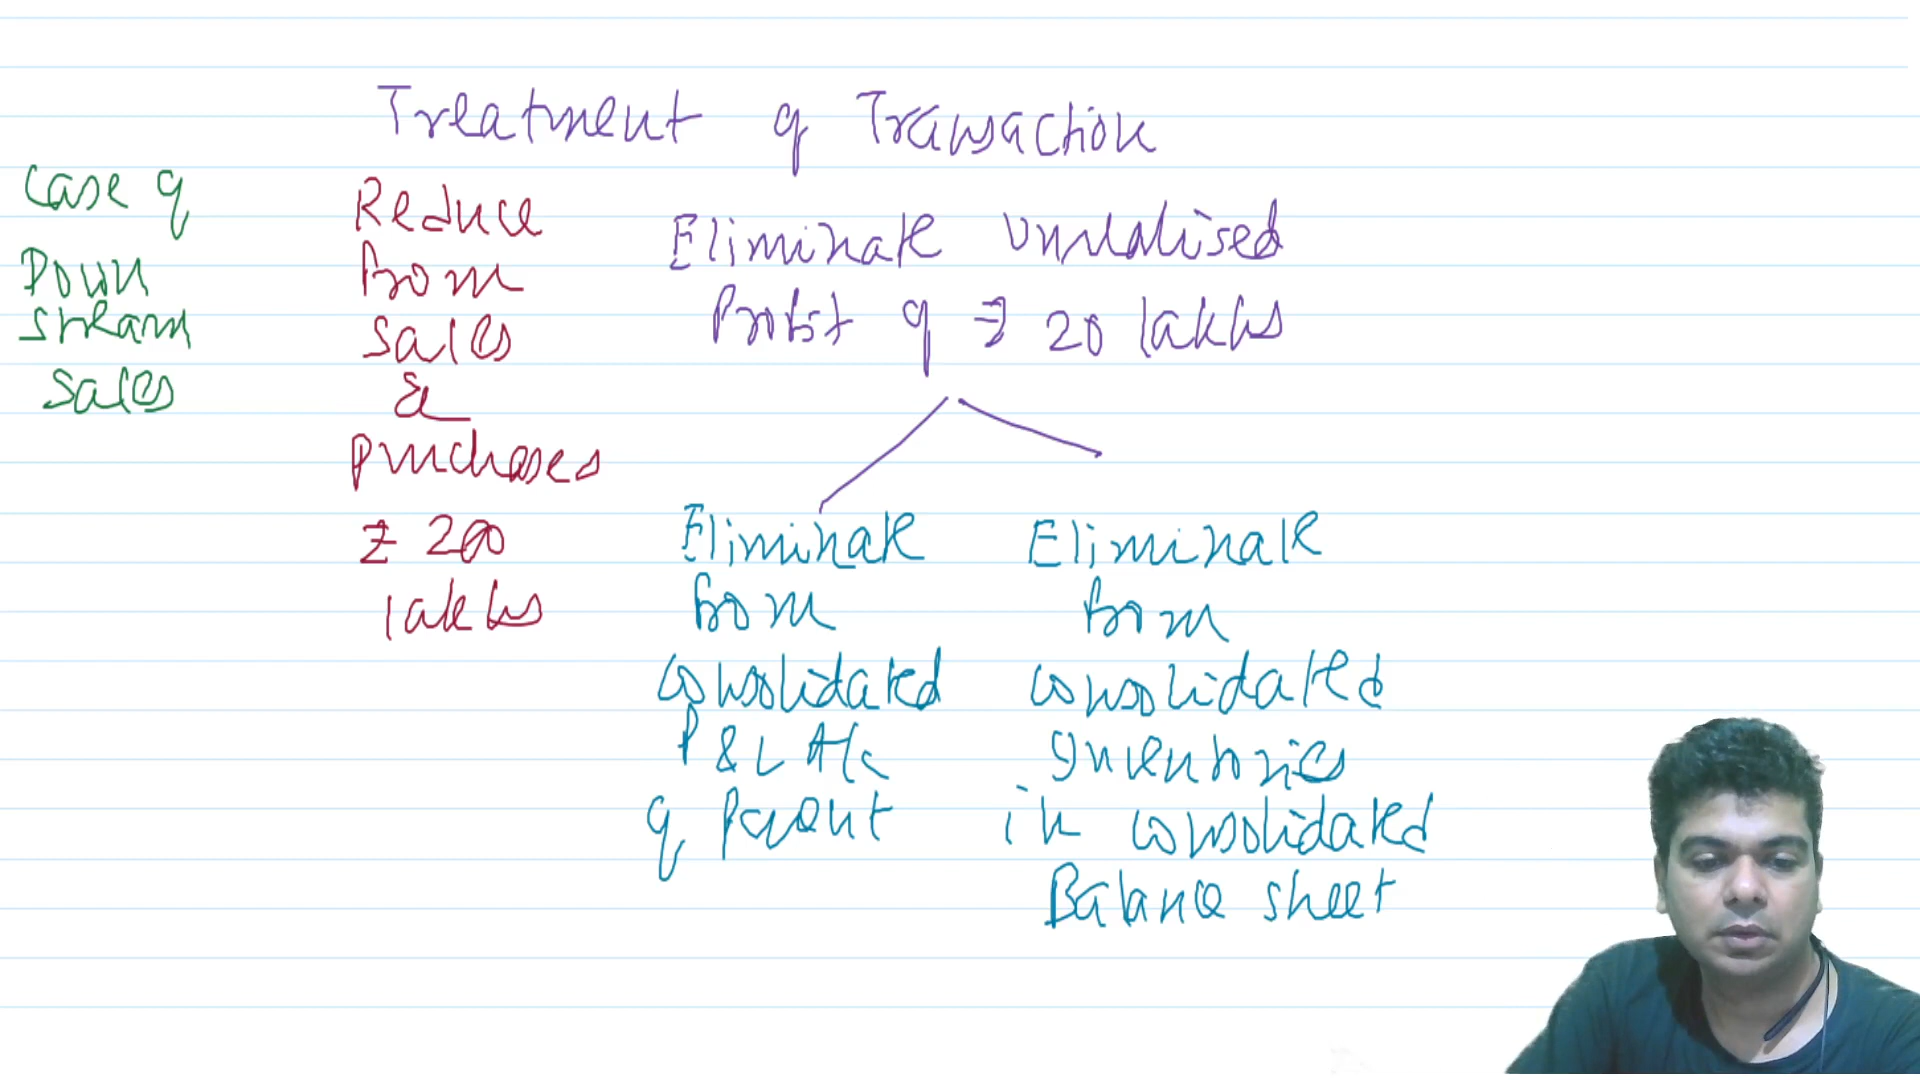 Treatment of Transaction
Case of
Down
stream
Sales
Reduce
from
Sales
&
purchases
₹ 200
lakhs
Eliminate unrealised
Profit of ₹ 20 lakhs
Eliminate
from
consolidated
P & L A/c
of Parent
Eliminate
from
consolidated
Inventories
in consolidated
Balance sheet